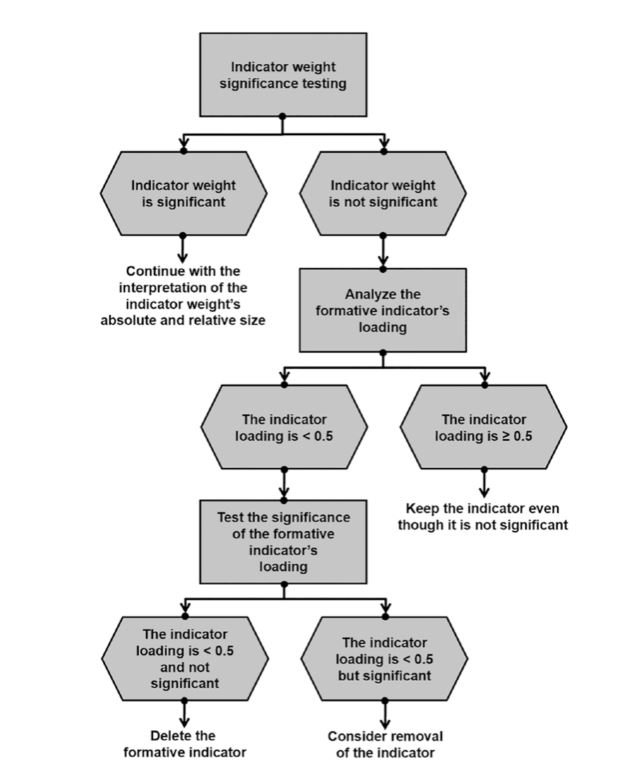 Indicator weight
significance testing
Indicator weight
is significant
Indicator weight
is not significant
Continue with the
interpretation of the
indicator weight's
absolute and relative size
Analyze the
formative indicator's
loading
The indicator
loading is < 0.5
The indicator
loading is ≥ 0.5
Keep the indicator even
though it is not significant
Test the significance
of the formative
indicator's
loading
The indicator
loading is < 0.5
and not
significant
The indicator
loading is < 0.5
but significant
Delete the
formative indicator
Consider removal
of the indicator